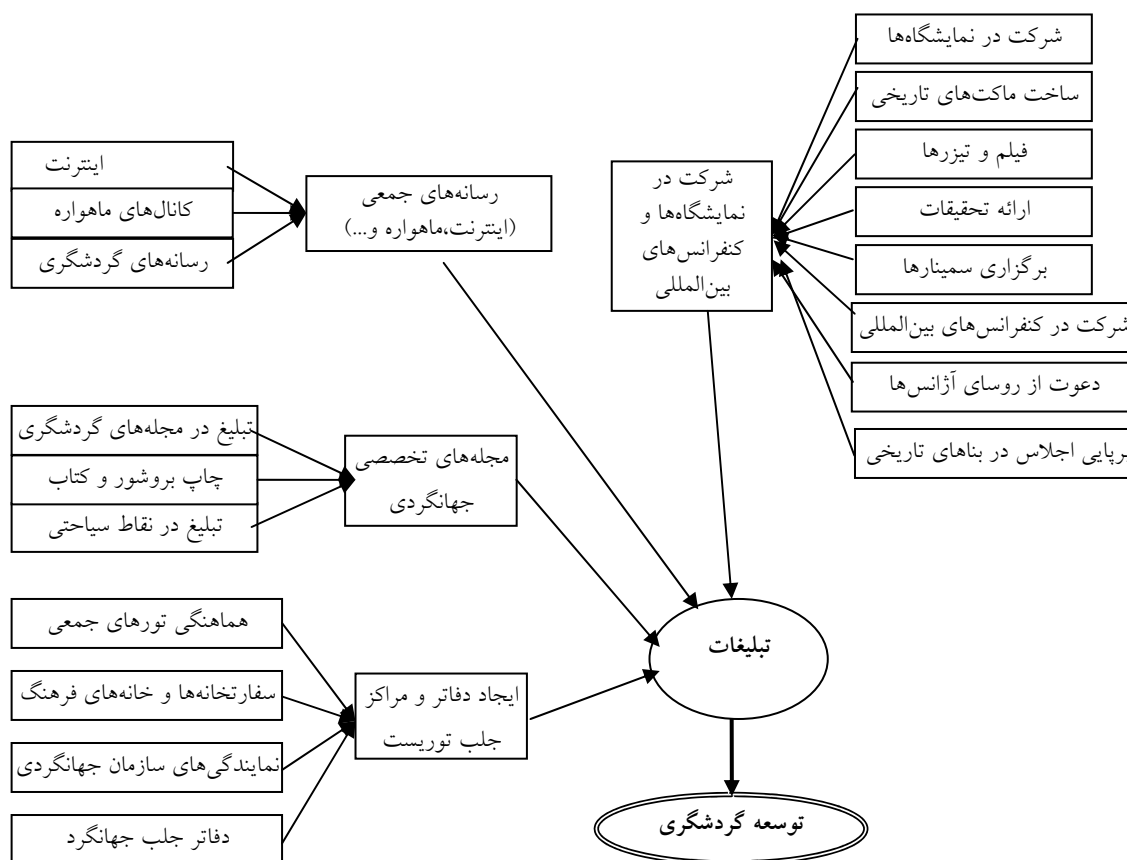 شرکت در نمایشگاه‌ها
ساخت ماکت‌های تاریخی
فیلم و تیزرها
ارائه تحقیقات
برگزاری سمینارها
شرکت در کنفرانس‌های بین‌المللی
دعوت از روسای آژانس‌ها
برپایی اجلاس در بناهای تاریخی
شرکت در
نمایشگاه‌ها و
کنفرانس‌های
بین‌المللی
رسانه‌های جمعی
(اینترنت،ماهواره و...)
اینترنت
کانال‌های ماهواره
رسانه‌های گردشگری
مجله‌های تخصصی
جهانگردی
تبلیغ در مجله‌های گردشگری
چاپ بروشور و کتاب
تبلیغ در نقاط سیاحتی
ایجاد دفاتر و مراکز
جلب توریست
هماهنگی تورهای جمعی
سفارتخانه‌ها و خانه‌های فرهنگ
نمایندگی‌های سازمان جهانگردی
دفاتر جلب جهانگرد
تبلیغات
توسعه گردشگری